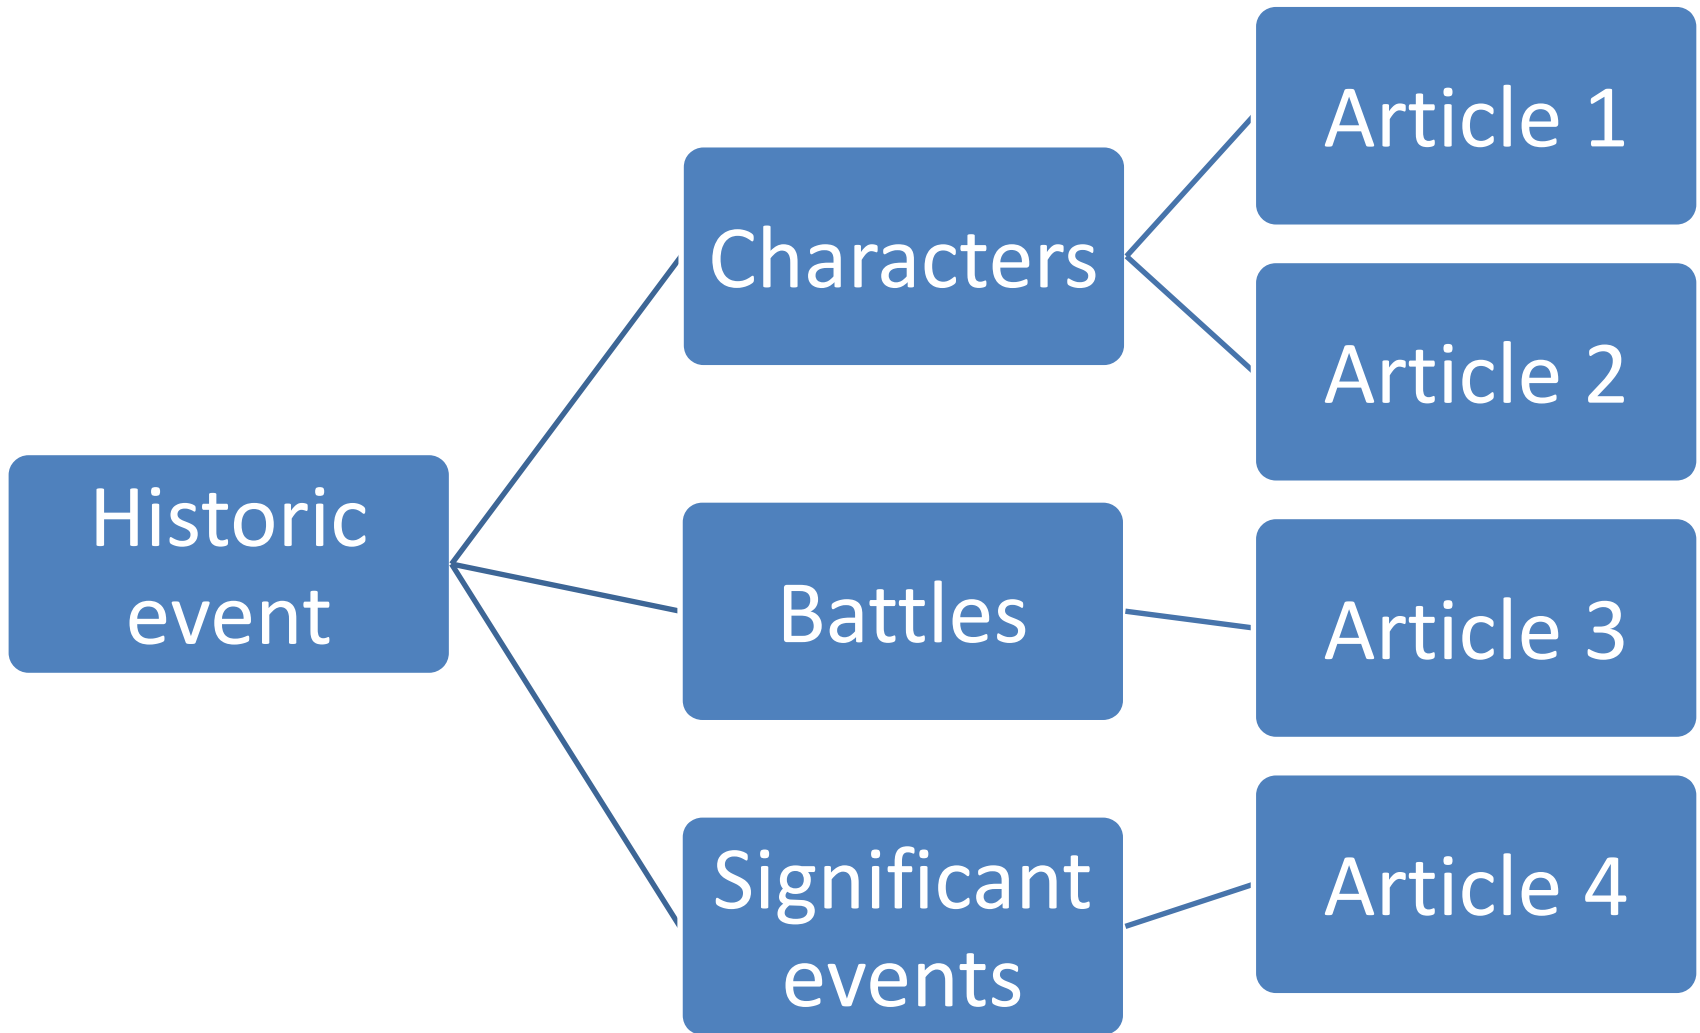 Historic
event
Characters
Battles
Significant
events
Article 1
Article 2
Article 3
Article 4